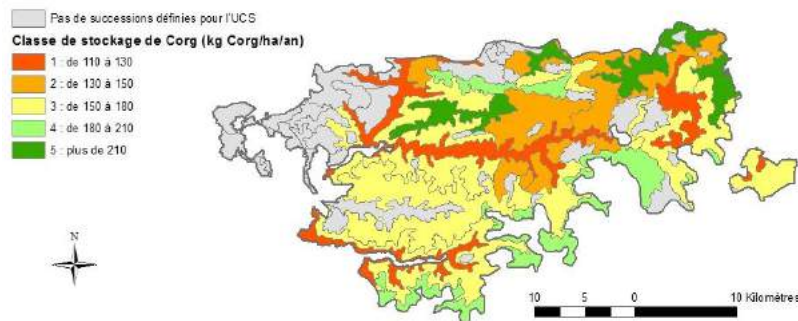 Pas de successions définies pour l'UCS
Classe de stockage de Corg (kg Corg/ha/an)
1 : de 110 à 130
2 : de 130 à 150
3 : de 150 à 180
4 : de 180 à 210
5 : plus de 210
N
10 5 0 10 Kilomètres